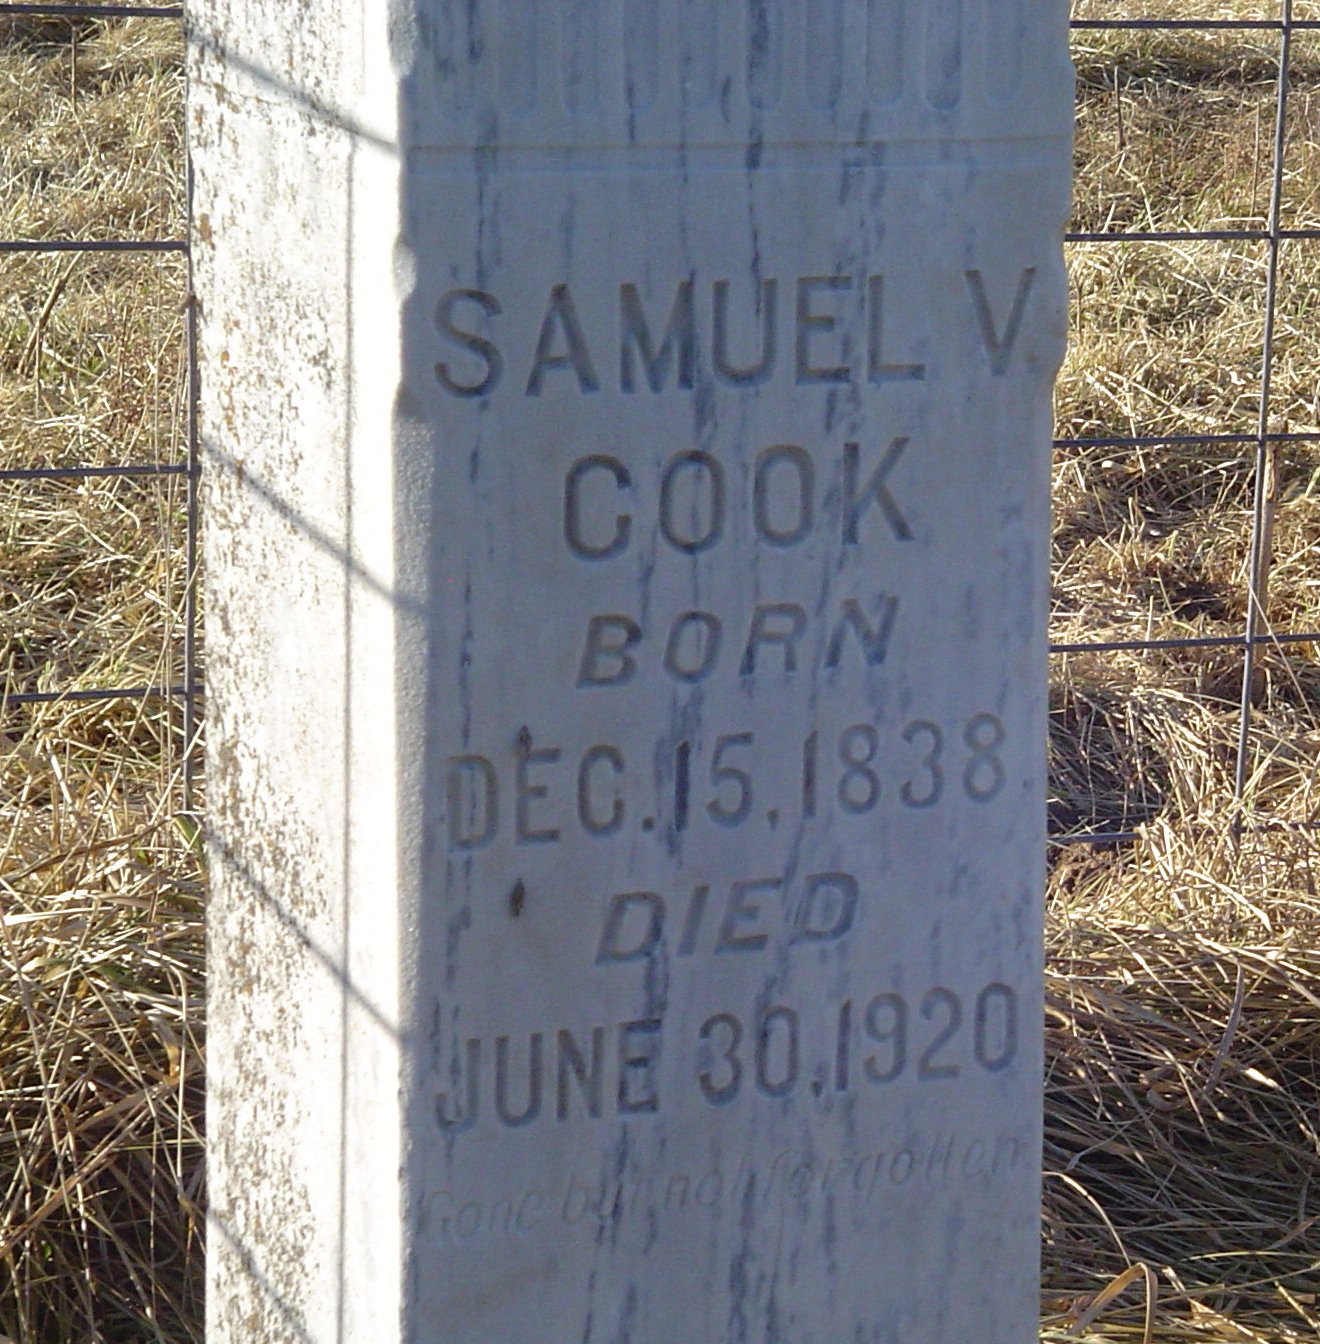 SAMUEL V.
COOK
BORN
DEC. 15, 1838.
DIED
JUNE 30, 1920
Gone but not forgotten.